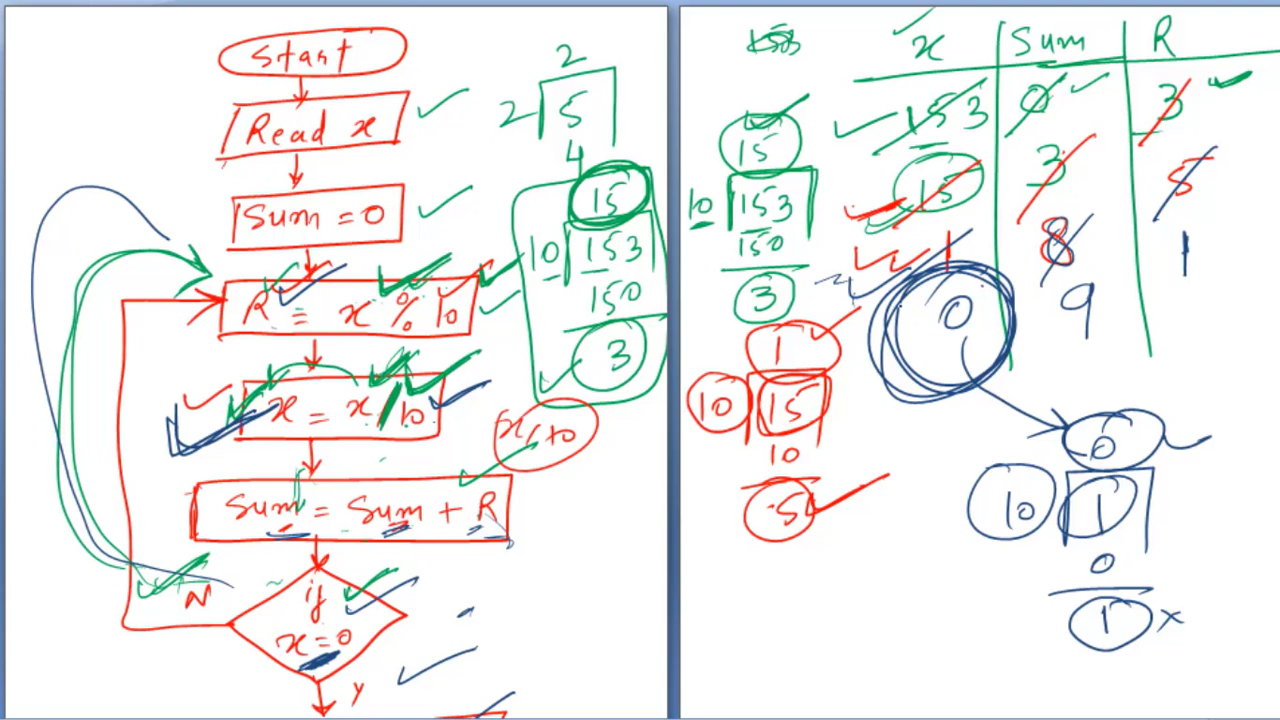 Start
Read x
Sum = 0
R = x % 10
x = x / 10
Sum = Sum + R
if
x = 0
N
Y
2
2 5
4
15
10 153
150
3
x/10
15
10 153
150
3
1
10 15
10
5
x Sum R
153 0 3
15 3 5
1 8 1
0 9
0
10 1
0
1 x